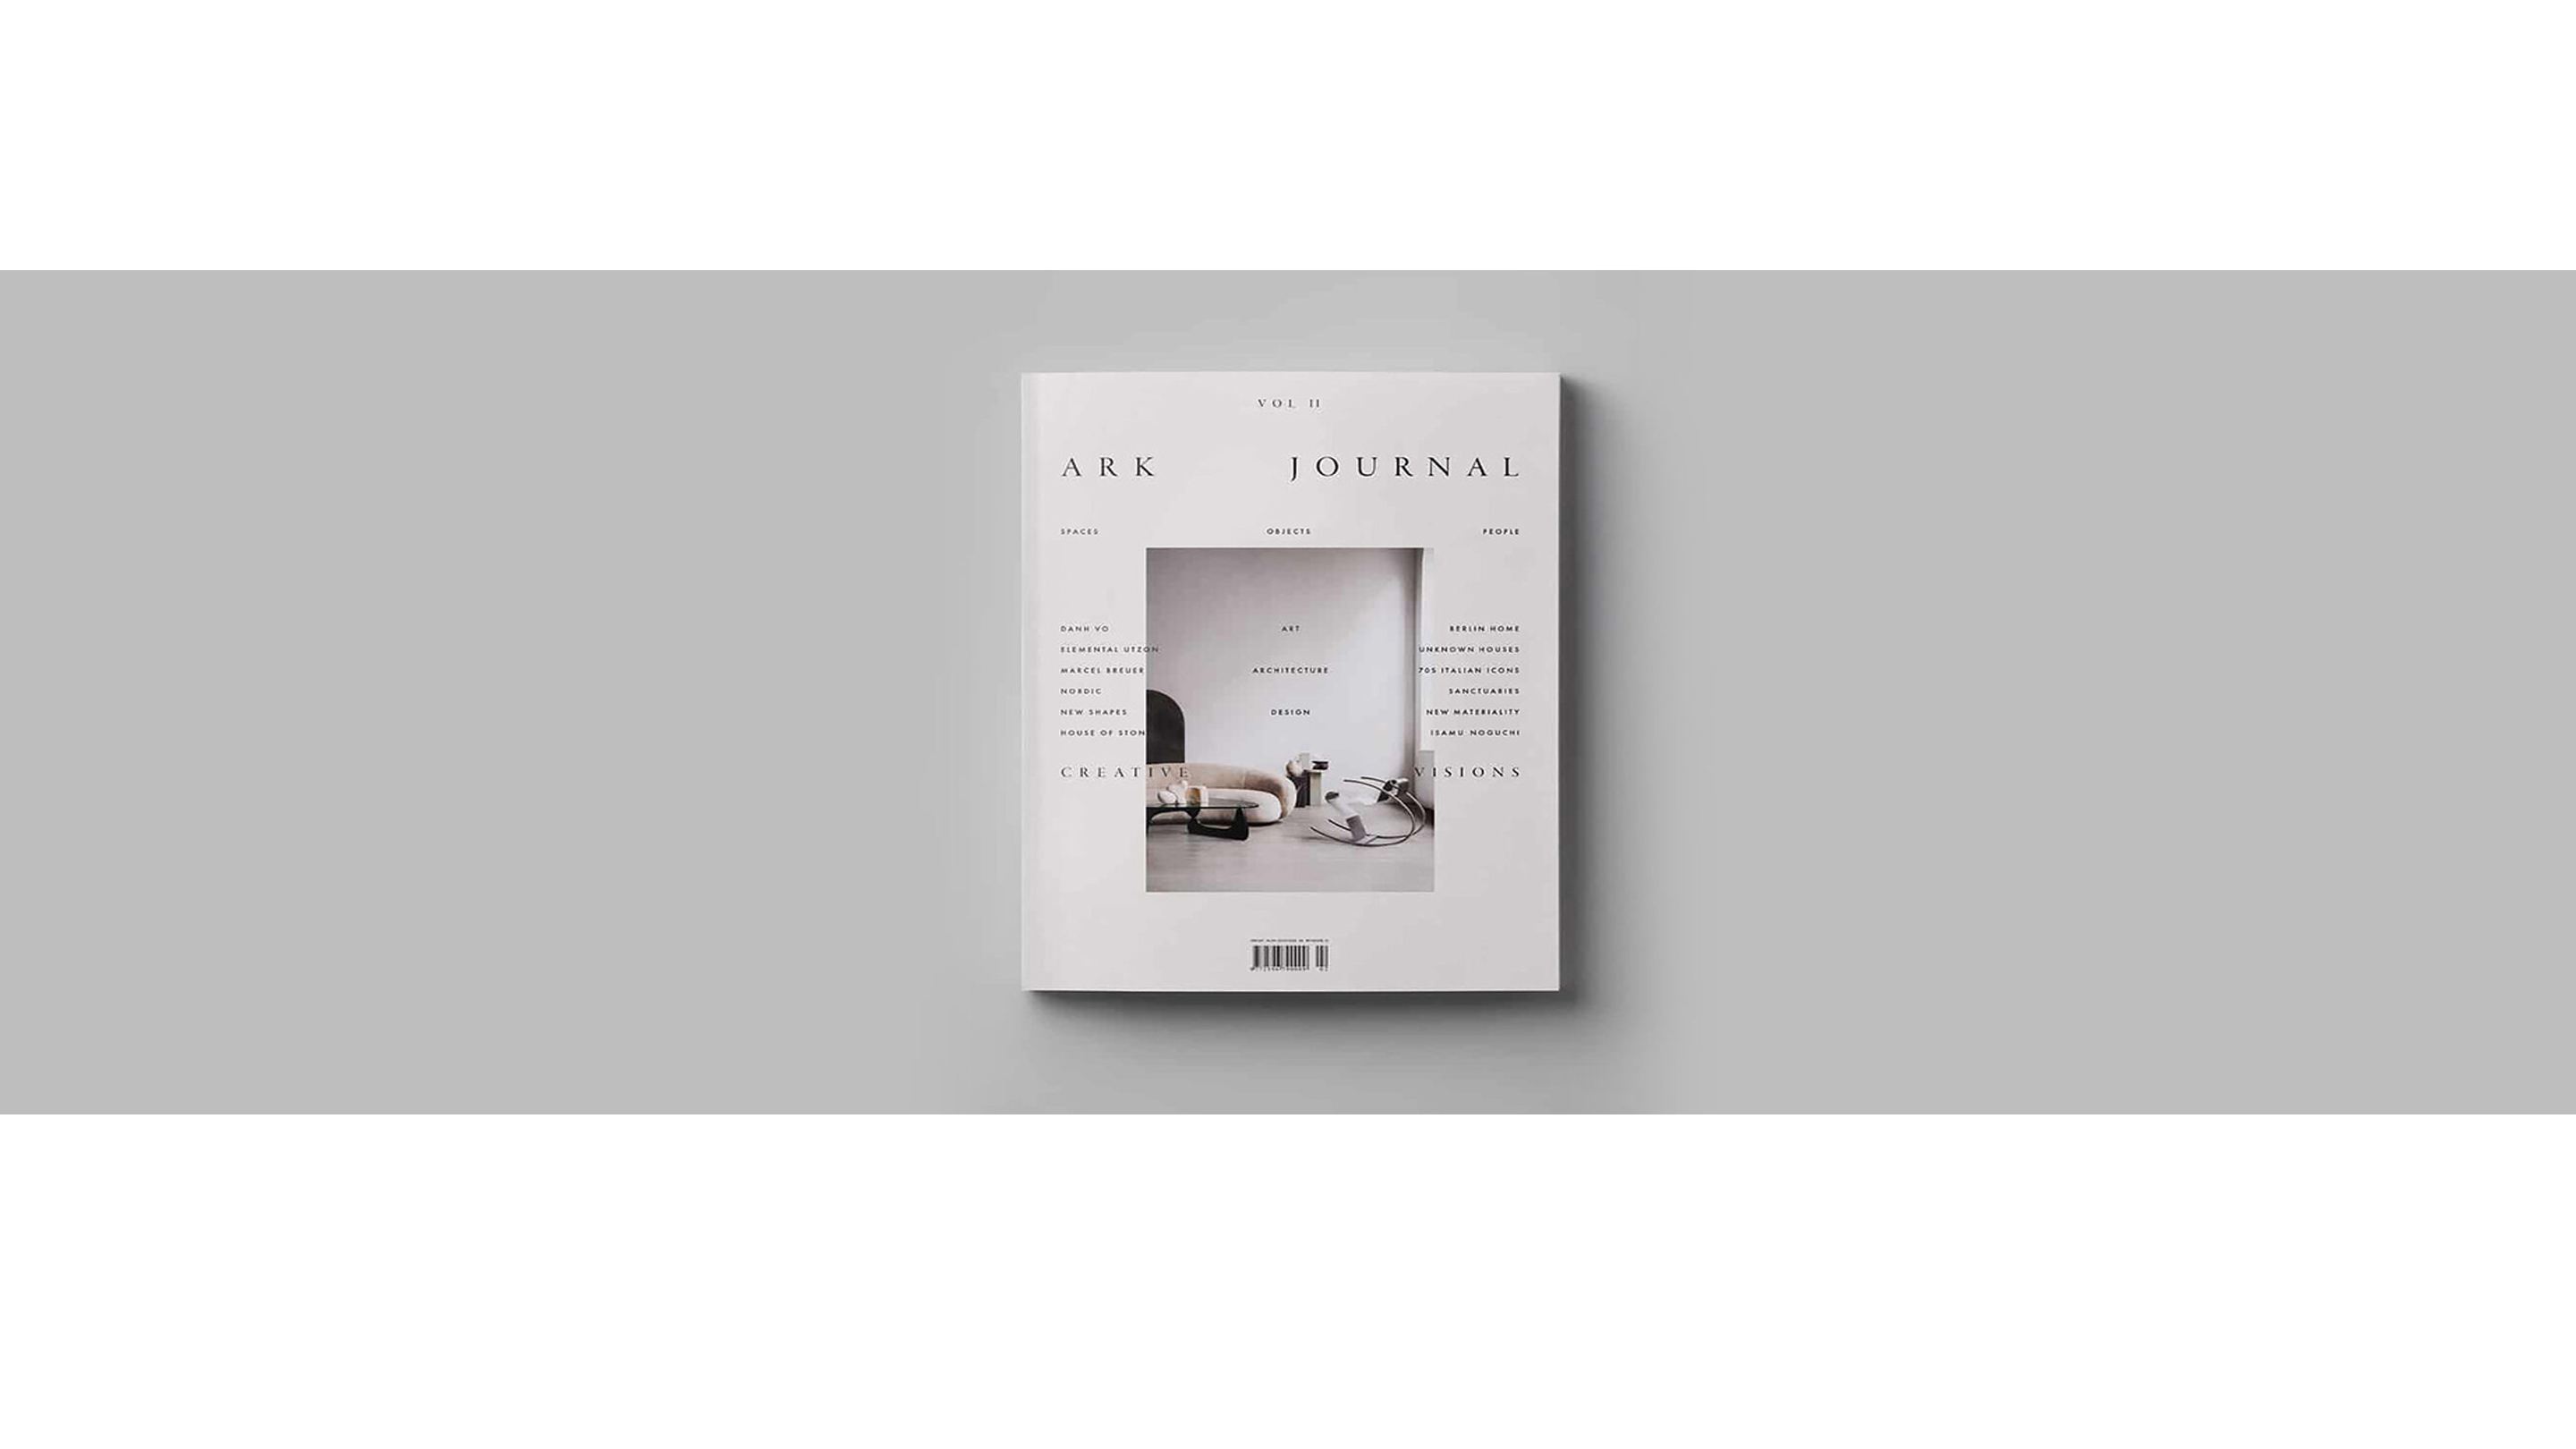 VOL II
ARK JOURNAL
SPACES OBJECTS PEOPLE
DANH VO ART BERLIN HOME
ELEMENTAL UTZON UNKNOWN HOUSES
MARCEL BREUER ARCHITECTURE 70S ITALIAN ICONS
NORDIC SANCTUARIES
NEW SHAPES DESIGN NEW MATERIALITY
HOUSE OF STON ISAMU NOGUCHI
CREATIVE VISIONS